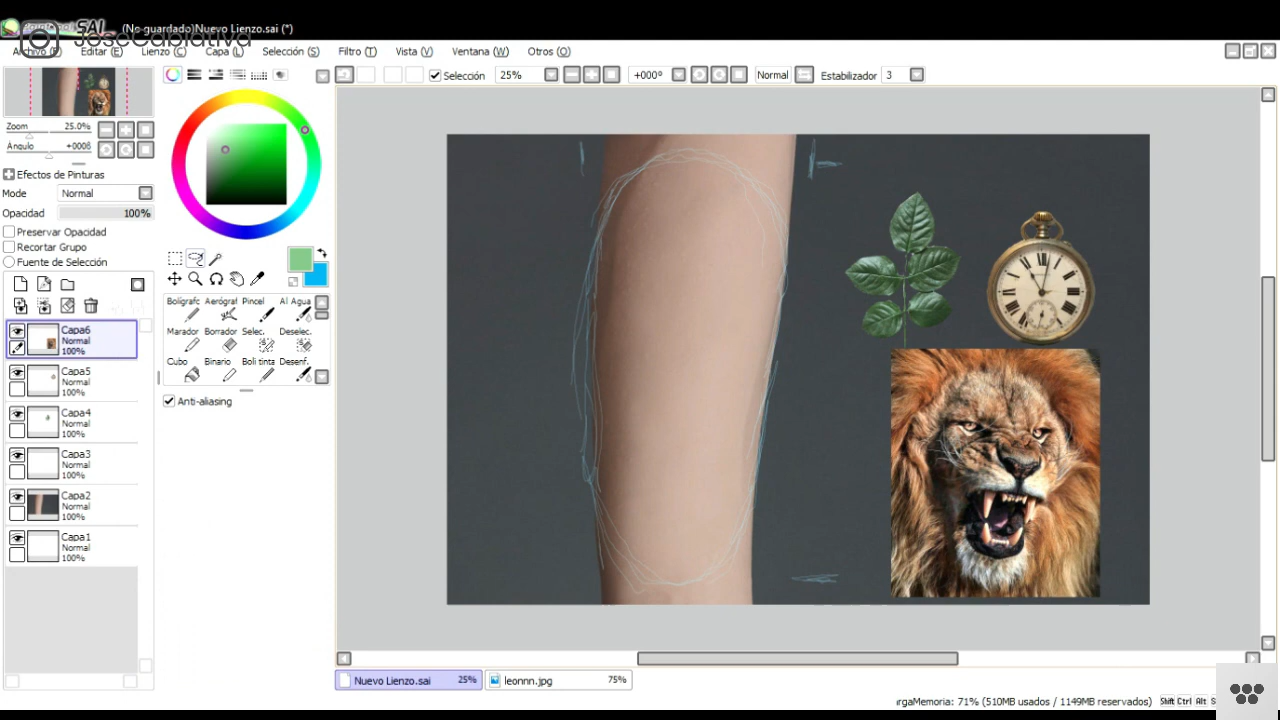 SAI
(No guardado)Nuevo Lienzo.sai (*)
JoseCabiativa
Archivo (F) Editar (E) Lienzo (C) Capa (L) Selección (S) Filtro (T) Vista (V) Ventana (W) Otros (O)
Selección 25% +000° Normal Estabilizador 3
Zoom 25.0%
Angulo +000ß
Efectos de Pinturas
Mode Normal
Opacidad 100%
Preservar Opacidad
Recortar Grupo
Fuente de Selección
Capa6
Normal
100%
Capa5
Normal
100%
Capa4
Normal
100%
Capa3
Normal
100%
Capa2
Normal
100%
Capa1
Normal
100%
Bolígrafc Aerógraf Pincel Al Agua
Marador Borrador Selec. Deselec.
Cubo Binario Boli tinta Desenf.
Anti-aliasing
Nuevo Lienzo.sai 25% leonnn.jpg 75%
rgaMemoria: 71% (510MB usados / 1149MB reservados) Shift Ctrl Alt S